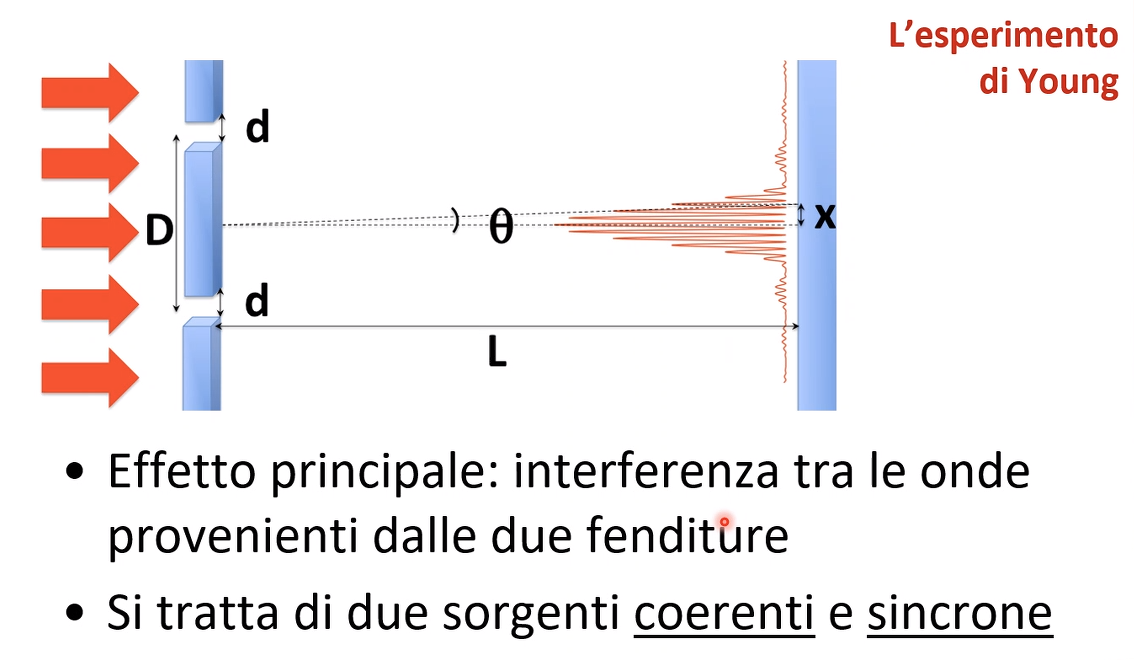 L’esperimento
di Young
d
D
θ
x
d
L
• Effetto principale: interferenza tra le onde
provenienti dalle due fenditure
• Si tratta di due sorgenti coerenti e sincrone